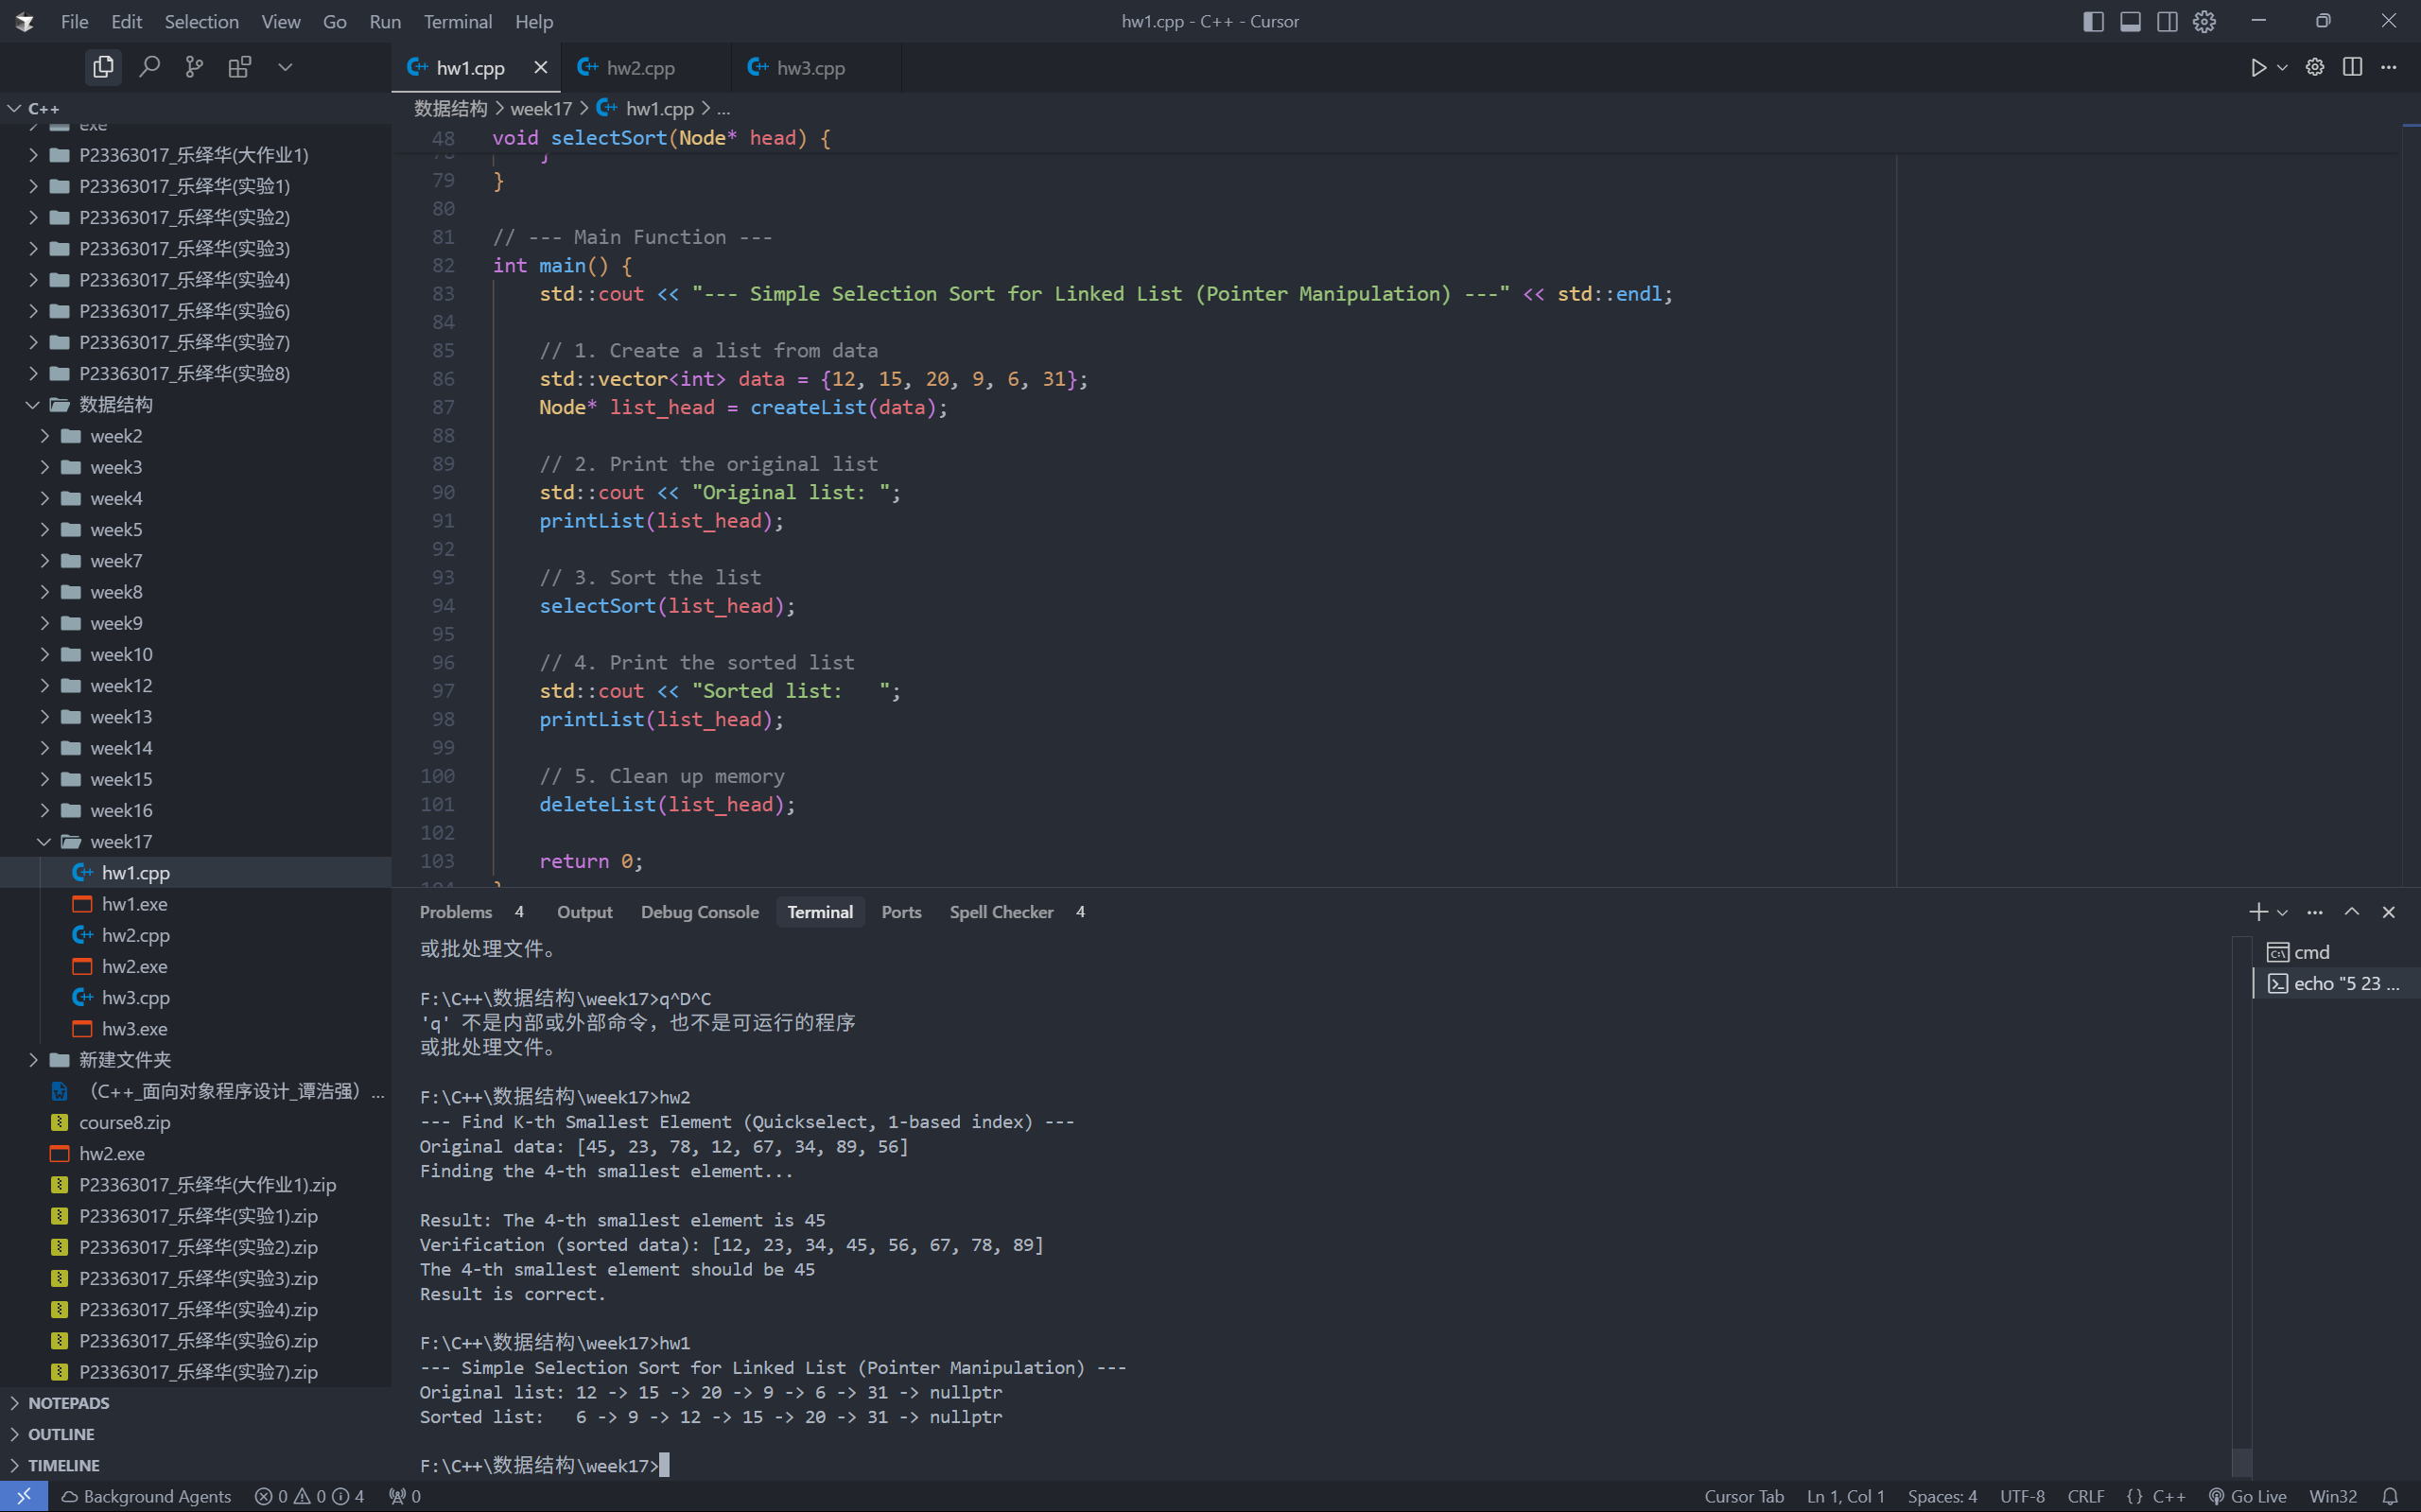 File Edit Selection View Go Run Terminal Help
hw1.cpp - C++ - Cursor
hw1.cpp
hw2.cpp
hw3.cpp
C++
exe
P23363017_乐绎华(大作业1)
P23363017_乐绎华(实验1)
P23363017_乐绎华(实验2)
P23363017_乐绎华(实验3)
P23363017_乐绎华(实验4)
P23363017_乐绎华(实验6)
P23363017_乐绎华(实验7)
P23363017_乐绎华(实验8)
数据结构
week2
week3
week4
week5
week7
week8
week9
week10
week12
week13
week14
week15
week16
week17
hw1.cpp
hw1.exe
hw2.cpp
hw2.exe
hw3.cpp
hw3.exe
新建文件夹
（C++_面向对象程序设计_谭浩强）...
course8.zip
hw2.exe
P23363017_乐绎华(大作业1).zip
P23363017_乐绎华(实验1).zip
P23363017_乐绎华(实验2).zip
P23363017_乐绎华(实验3).zip
P23363017_乐绎华(实验4).zip
P23363017_乐绎华(实验6).zip
P23363017_乐绎华(实验7).zip
NOTEPADS
OUTLINE
TIMELINE
数据结构 > week17 > hw1.cpp > ...
48 void selectSort(Node* head) {
79 }
80
81 // --- Main Function ---
82 int main() {
83 std::cout << "--- Simple Selection Sort for Linked List (Pointer Manipulation) ---" << std::endl;
84
85 // 1. Create a list from data
86 std::vector<int> data = {12, 15, 20, 9, 6, 31};
87 Node* list_head = createList(data);
88
89 // 2. Print the original list
90 std::cout << "Original list: ";
91 printList(list_head);
92
93 // 3. Sort the list
94 selectSort(list_head);
95
96 // 4. Print the sorted list
97 std::cout << "Sorted list:   ";
98 printList(list_head);
99
100 // 5. Clean up memory
101 deleteList(list_head);
102
103 return 0;
Problems 4 Output Debug Console Terminal Ports Spell Checker 4
或批处理文件。
F:\C++\数据结构\week17>q^D^C
'q' 不是内部或外部命令，也不是可运行的程序
或批处理文件。
F:\C++\数据结构\week17>hw2
--- Find K-th Smallest Element (Quickselect, 1-based index) ---
Original data: [45, 23, 78, 12, 67, 34, 89, 56]
Finding the 4-th smallest element...
Result: The 4-th smallest element is 45
Verification (sorted data): [12, 23, 34, 45, 56, 67, 78, 89]
The 4-th smallest element should be 45
Result is correct.
F:\C++\数据结构\week17>hw1
--- Simple Selection Sort for Linked List (Pointer Manipulation) ---
Original list: 12 -> 15 -> 20 -> 9 -> 6 -> 31 -> nullptr
Sorted list:   6 -> 9 -> 12 -> 15 -> 20 -> 31 -> nullptr
F:\C++\数据结构\week17>
cmd
echo "5 23 ...
Background Agents 0 0 4 0
Cursor Tab Ln 1, Col 1 Spaces: 4 UTF-8 CRLF {} C++ Go Live Win32